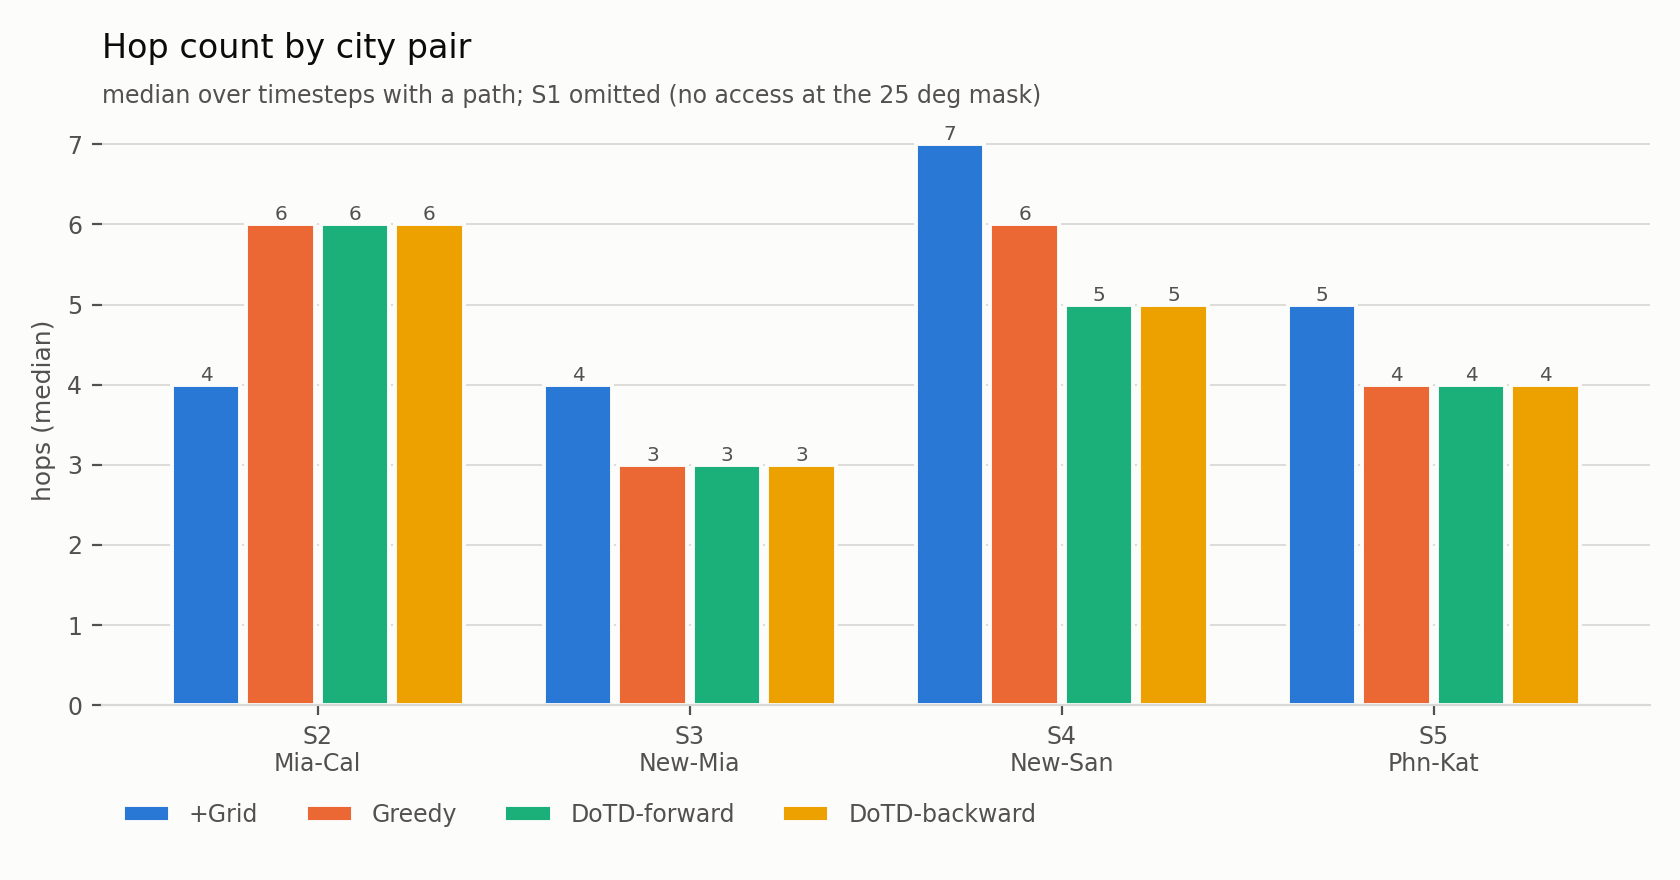 Hop count by city pair
median over timesteps with a path; S1 omitted (no access at the 25 deg mask)
hops (median)
7
6
5
4
3
2
1
0
4
6
6
6
4
3
3
3
7
6
5
5
5
4
4
4
S2
Mia-Cal
S3
New-Mia
S4
New-San
S5
Phn-Kat
+Grid
Greedy
DoTD-forward
DoTD-backward